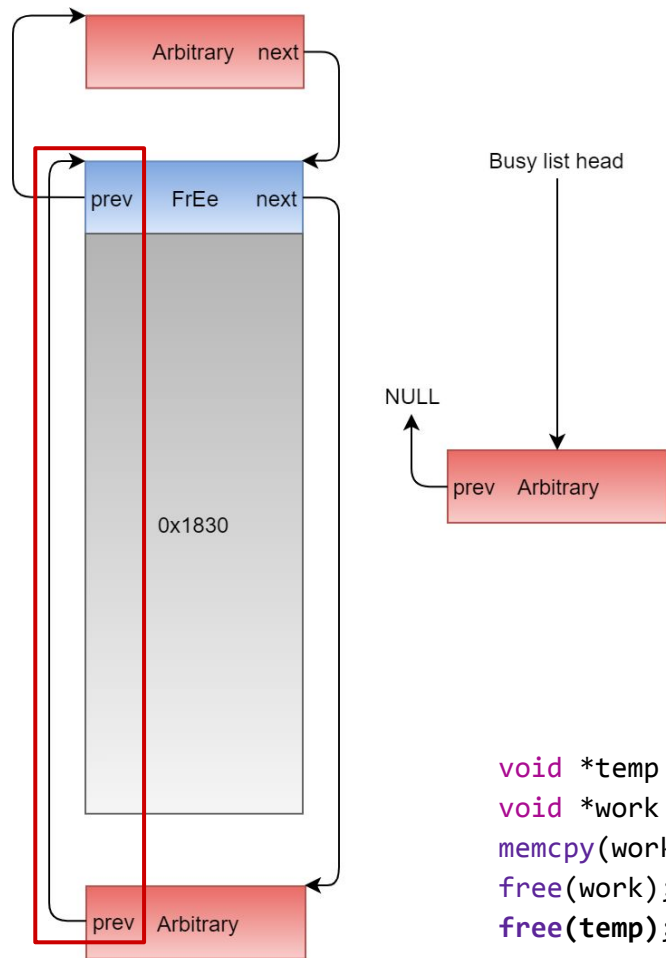 Arbitrary next
prev FrEe next
0x1830
prev Arbitrary
Busy list head
NULL
prev Arbitrary
void *temp
void *work
memcpy(work
free(work);
free(temp);